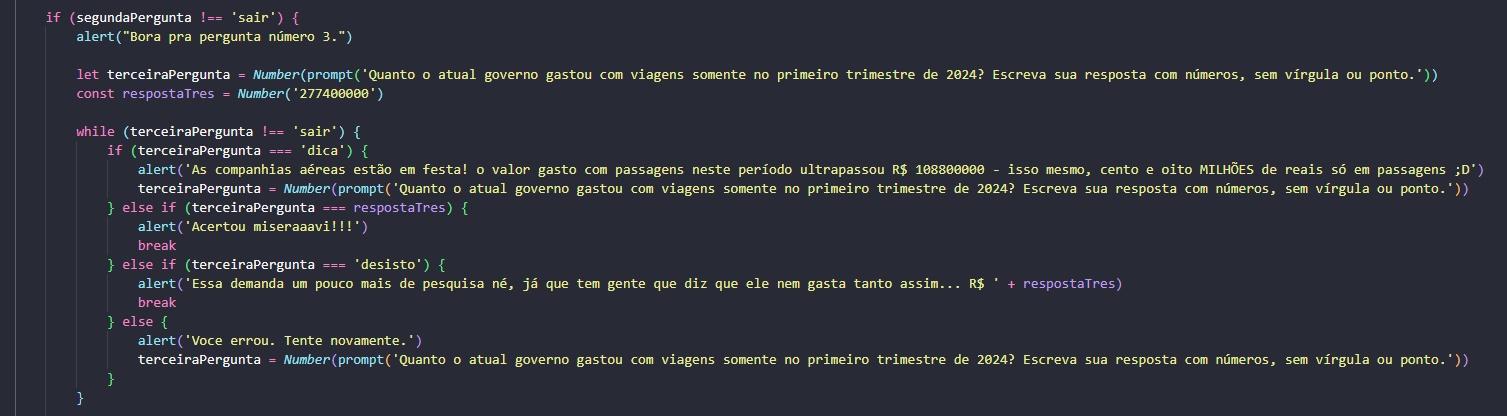 if (segundaPergunta !== 'sair') {
alert("Bora pra pergunta número 3.")
let terceiraPergunta = Number(prompt('Quanto o atual governo gastou com viagens somente no primeiro trimestre de 2024? Escreva sua resposta com números, sem vírgula ou ponto.'))
const respostaTres = Number('277400000')
while (terceiraPergunta !== 'sair') {
if (terceiraPergunta === 'dica') {
alert('As companhias aéreas estão em festa! o valor gasto com passagens neste período ultrapassou R$ 108800000 - isso mesmo, cento e oito MILHÕES de reais só em passagens ;D')
terceiraPergunta = Number(prompt('Quanto o atual governo gastou com viagens somente no primeiro trimestre de 2024? Escreva sua resposta com números, sem vírgula ou ponto.'))
} else if (terceiraPergunta === respostaTres) {
alert('Acertou miseraaavi!!!')
break
} else if (terceiraPergunta === 'desisto') {
alert('Essa demanda um pouco mais de pesquisa né, já que tem gente que diz que ele nem gasta tanto assim... R$ ' + respostaTres)
break
} else {
alert('Voce errou. Tente novamente.')
terceiraPergunta = Number(prompt('Quanto o atual governo gastou com viagens somente no primeiro trimestre de 2024? Escreva sua resposta com números, sem vírgula ou ponto.'))
}
}